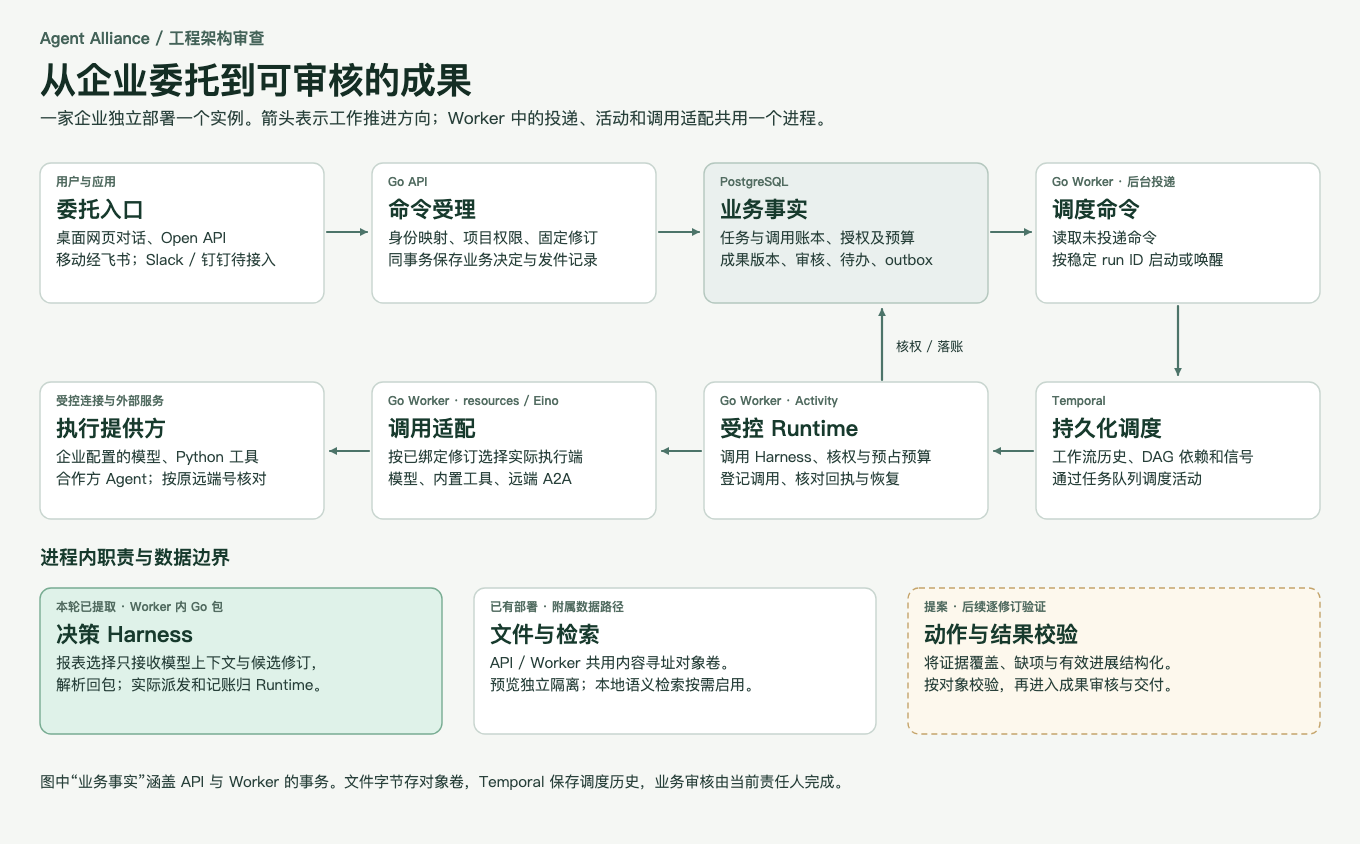 Agent Alliance / 工程架构审查
从企业委托到可审核的成果
一家企业独立部署一个实例。箭头表示工作推进方向；Worker 中的投递、活动和调用适配共用一个进程。
用户与应用
委托入口
桌面网页对话、Open API
移动经飞书；Slack / 钉钉待接入
Go API
命令受理
身份映射、项目权限、固定修订
同事务保存业务决定与发件记录
PostgreSQL
业务事实
任务与调用账本、授权及预算
成果版本、审核、待办、outbox
Go Worker · 后台投递
调度命令
读取未投递命令
按稳定 run ID 启动或唤醒
核权 / 落账
受控连接与外部服务
执行提供方
企业配置的模型、Python 工具
合作方 Agent；按原远端号核对
Go Worker · resources / Eino
调用适配
按已绑定修订选择实际执行端
模型、内置工具、远端 A2A
Go Worker · Activity
受控 Runtime
调用 Harness、核权与预占预算
登记调用、核对回执与恢复
Temporal
持久化调度
工作流历史、DAG 依赖和信号
通过任务队列调度活动
进程内职责与数据边界
本轮已提取 · Worker 内 Go 包
决策 Harness
报表选择只接收模型上下文与候选修订，
解析回包；实际派发和记账归 Runtime。
已有部署 · 附属数据路径
文件与检索
API / Worker 共用内容寻址对象卷。
预览独立隔离；本地语义检索按需启用。
提案 · 后续逐修订验证
动作与结果校验
将证据覆盖、缺项与有效进展结构化。
按对象校验，再进入成果审核与交付。
图中“业务事实”涵盖 API 与 Worker 的事务。文件字节存对象卷，Temporal 保存调度历史，业务审核由当前责任人完成。